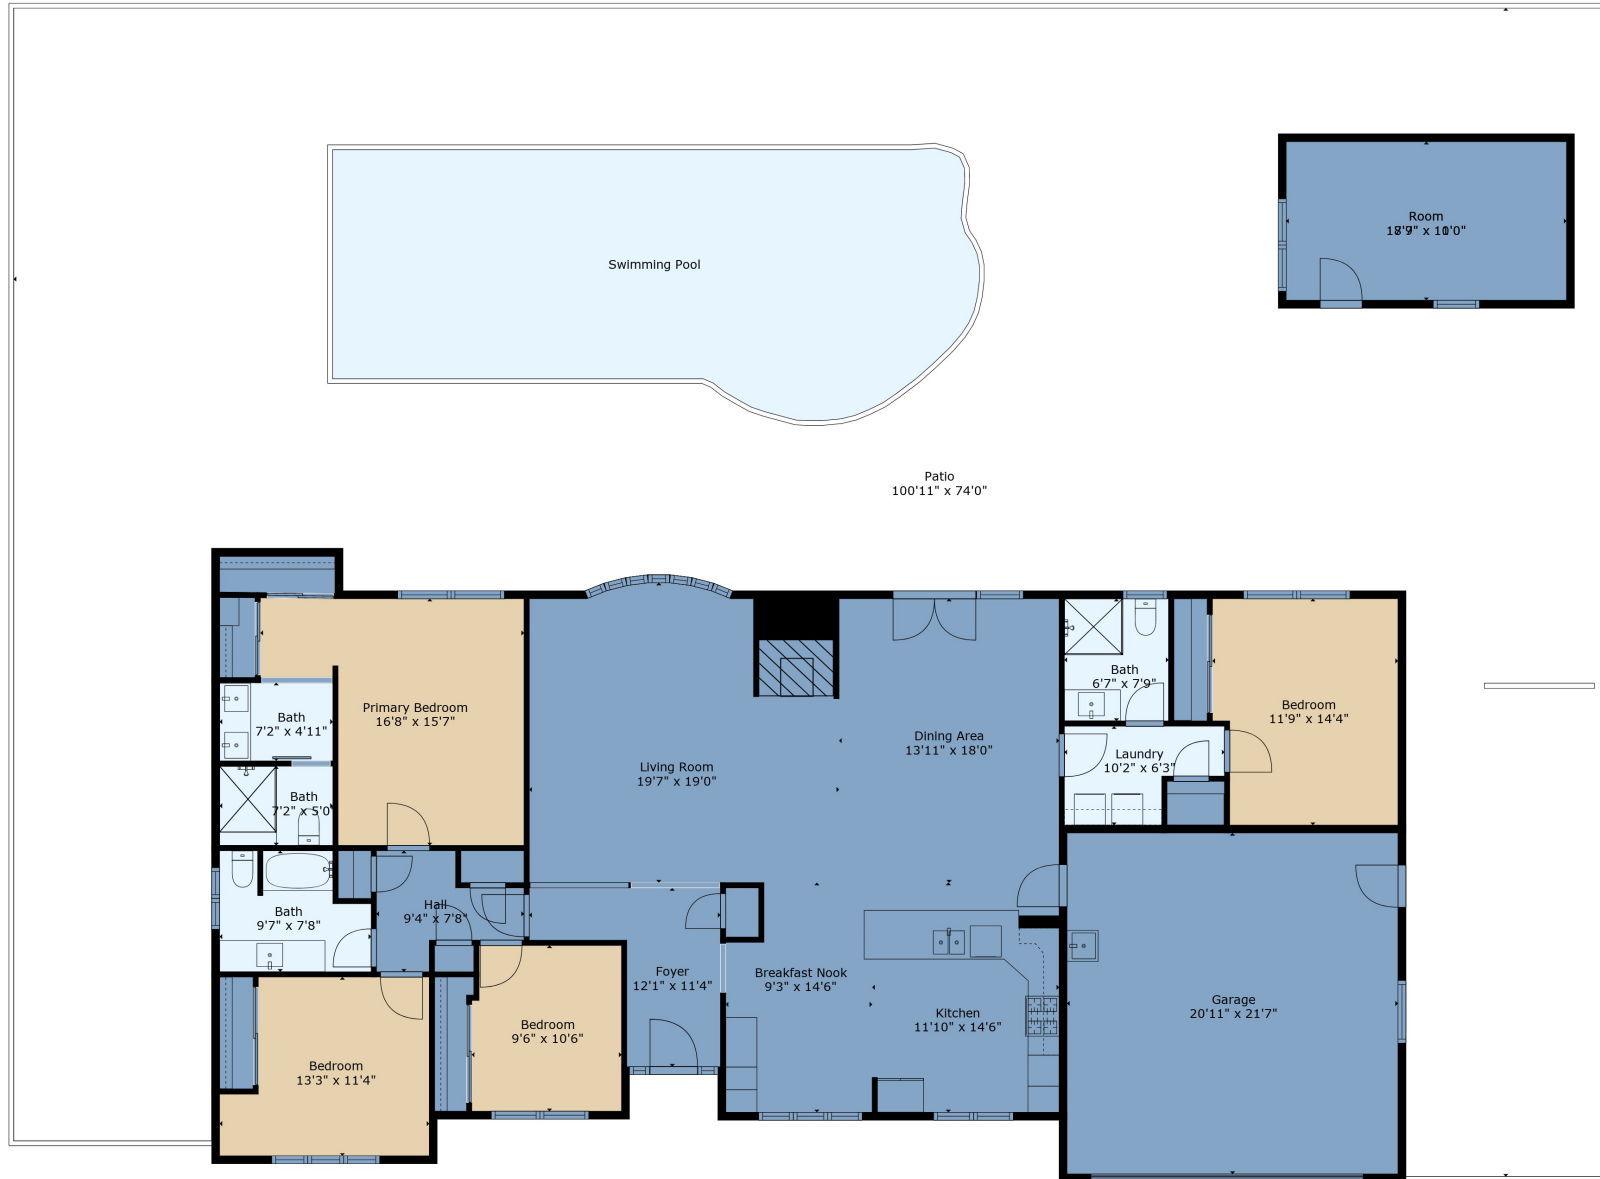 Room
Swimming Pool
Patio
100'11" x 74'0"
Primary Bedroom
16'8" x 15'7"
Bath
7'2" x 4'11"
Bath
7'2" x 5'0"
Living Room
19'7" x 19'0"
Dining Area
13'11" x 18'0"
Bath
6'7" x 7'9"
Laundry
10'2" x 6'3"
Bedroom
11'9" x 14'4"
Bath
9'7" x 7'8"
Hall
9'4" x 7'8"
Foyer
12'1" x 11'4"
Breakfast Nook
9'3" x 14'6"
Kitchen
11'10" x 14'6"
Garage
20'11" x 21'7"
Bedroom
9'6" x 10'6"
Bedroom
13'3" x 11'4"